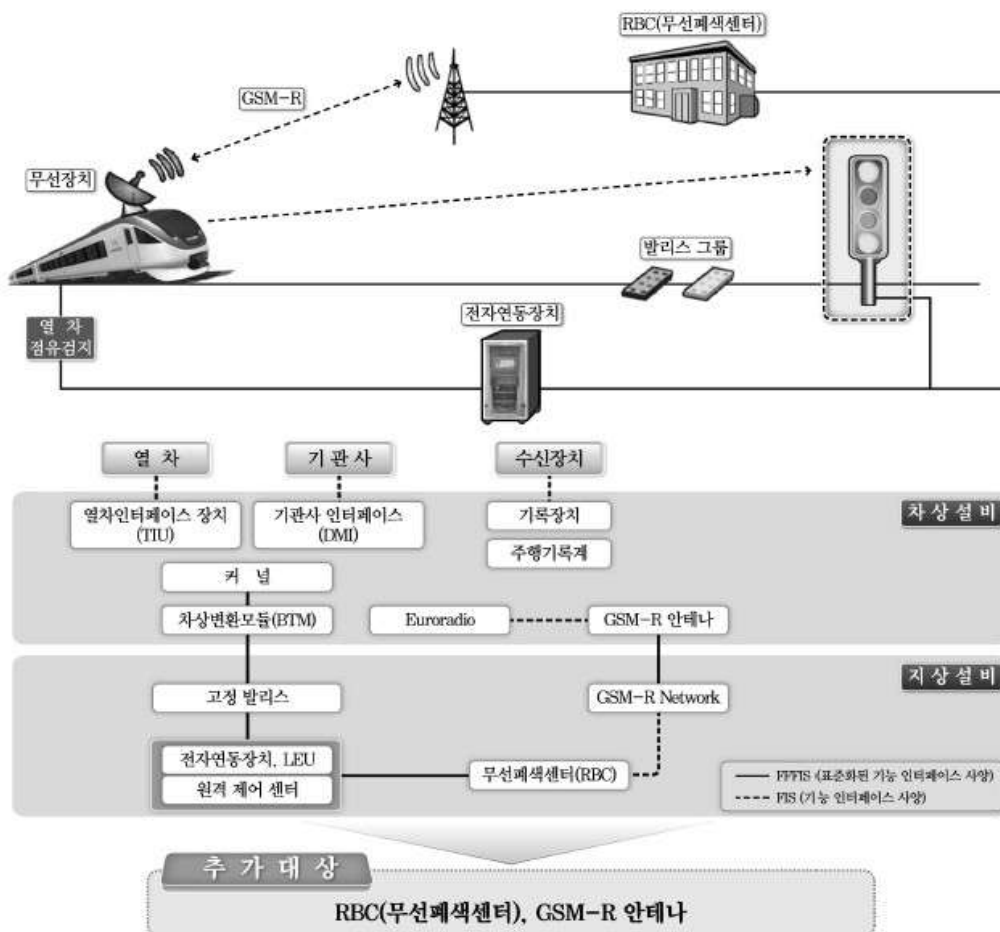 RBC(무선폐색센터)
GSM-R
무선장치
발리스 그룹
열 차
점유검지
전자연동장치
열 차
기 관 사
수신장치
차 상 설 비
열차인터페이스 장치
(TIU)
기관사 인터페이스
(DMI)
기록장치
주행기록계
커 널
차상변환모듈(BTM)
Euroradio
GSM-R 안테나
지 상 설 비
고정 발리스
GSM-R Network
전자연동장치, LEU
원격 제어 센터
무선폐색센터(RBC)
FFFIS (표준화된 기능 인터페이스 사양)
FIS (기능 인터페이스 사양)
추 가 대 상
RBC(무선폐색센터), GSM-R 안테나